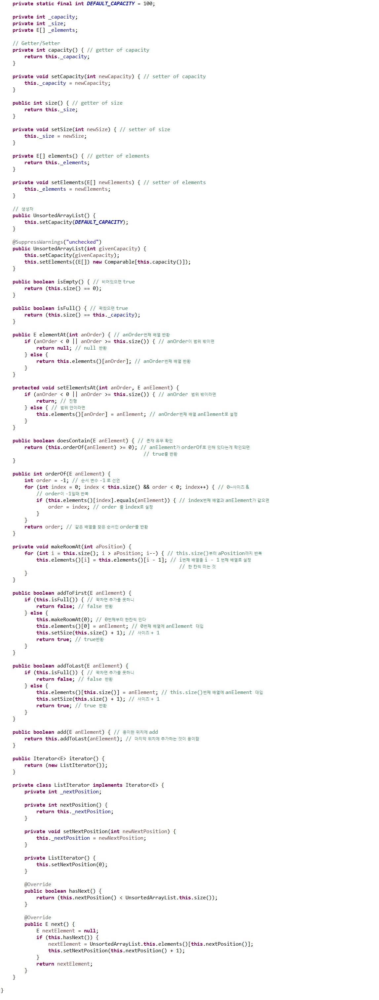 private static final int DEFAULT_CAPACITY = 100;
private int _capacity;
private int _size;
private E[] _elements;
// Getter/Setter
private int capacity() { // getter of capacity
return this._capacity;
}
private void setCapacity(int newCapacity) { // setter of capacity
this._capacity = newCapacity;
}
public int size() { // getter of size
return this._size;
}
private void setSize(int newSize) { // setter of size
this._size = newSize;
}
private E[] elements() { // getter of elements
return this._elements;
}
private void setElements(E[] newElements) { // setter of elements
this._elements = newElements;
}
// 생성자
public UnsortedArrayList() {
this.setCapacity(DEFAULT_CAPACITY);
}
@SuppressWarnings("unchecked")
public UnsortedArrayList(int givenCapacity) {
this.setCapacity(givenCapacity);
this.setElements((E[]) new Comparable[this.capacity()]);
}
public boolean isEmpty() { // 비어있으면 true
return (this.size() == 0);
}
public boolean isFull() { // 꽉찼으면 true
return (this.size() == this._capacity);
}
public E elementAt(int anOrder) { // anOrder번째 배열 반환
if (anOrder < 0 || anOrder >= this.size()) { // anOrder이 범위 밖이면
return null; // null 반환
} else {
return this.elements()[anOrder]; // anOrder번째 배열 반환
}
}
protected void setElementsAt(int anOrder, E anElement) {
if (anOrder < 0 || anOrder >= this.size()) { // anOrder 범위 밖이라면
return; // 진행
} else { // 범위 안이라면
this.elements()[anOrder] = anElement; // anOrder번째 배열 anElement로 설정
}
}
public boolean doesContain(E anElement) { // 존재 유무 확인
return (this.orderOf(anElement) >= 0); // anElement가 orderOf로 인해 있다는게 확인되면
// true를 반환
}
public int orderOf(E anElement) {
int order = -1; // 순서 변수 -1 로 선언
for (int index = 0; index < this.size() && order < 0; index++) { // 0~사이즈 &
// order이 -1일때 반복
if (this.elements()[index].equals(anElement)) { // index번째 배열과 anElement가 같으면
order = index; // order 를 index로 설정
}
}
return order; // 같은 배열을 찾은 순서인 order를 반환
}
private void makeRoomAt(int aPosition) {
for (int i = this.size(); i > aPosition; i--) { // this.size()부터 aPosition까지 반복
this.elements()[i] = this.elements()[i - 1]; // i번째 배열을 i - 1 번째 배열로 설정
// 한 칸씩 미는 것
}
}
public boolean addToFirst(E anElement) {
if (this.isFull()) { // 꽉차면 추가를 못하니
return false; // false 반환
} else {
this.makeRoomAt(0); // 0번째부터 한칸씩 민다
this.elements()[0] = anElement; // 0번째 배열에 anElement 대입
this.setSize(this.size() + 1); // 사이즈 + 1
return true; // true반환
}
}
public boolean addToLast(E anElement) {
if (this.isFull()) { // 꽉차면 추가를 못하니
return false; // false 반환
} else {
this.elements()[this.size()] = anElement; // this.size()번째 배열에 anElement 대입
this.setSize(this.size() + 1); // 사이즈 + 1
return true; // true 반환
}
}
public boolean add(E anElement) { // 용이한 위치에 add
return this.addToLast(anElement); // 마지막 위치에 추가하는 것이 용이함
}
public Iterator<E> iterator() {
return (new ListIterator());
}
private class ListIterator implements Iterator<E> {
private int _nextPosition;
private int nextPosition() {
return this._nextPosition;
}
private void setNextPosition(int newNextPosition) {
this._nextPosition = newNextPosition;
}
private ListIterator() {
this.setNextPosition(0);
}
@Override
public boolean hasNext() {
return (this.nextPosition() < UnsortedArrayList.this.size());
}
@Override
public E next() {
E nextElement = null;
if (this.hasNext()) {
nextElement = UnsortedArrayList.this.elements()[this.nextPosition()];
this.setNextPosition(this.nextPosition() + 1);
}
return nextElement;
}
}
}